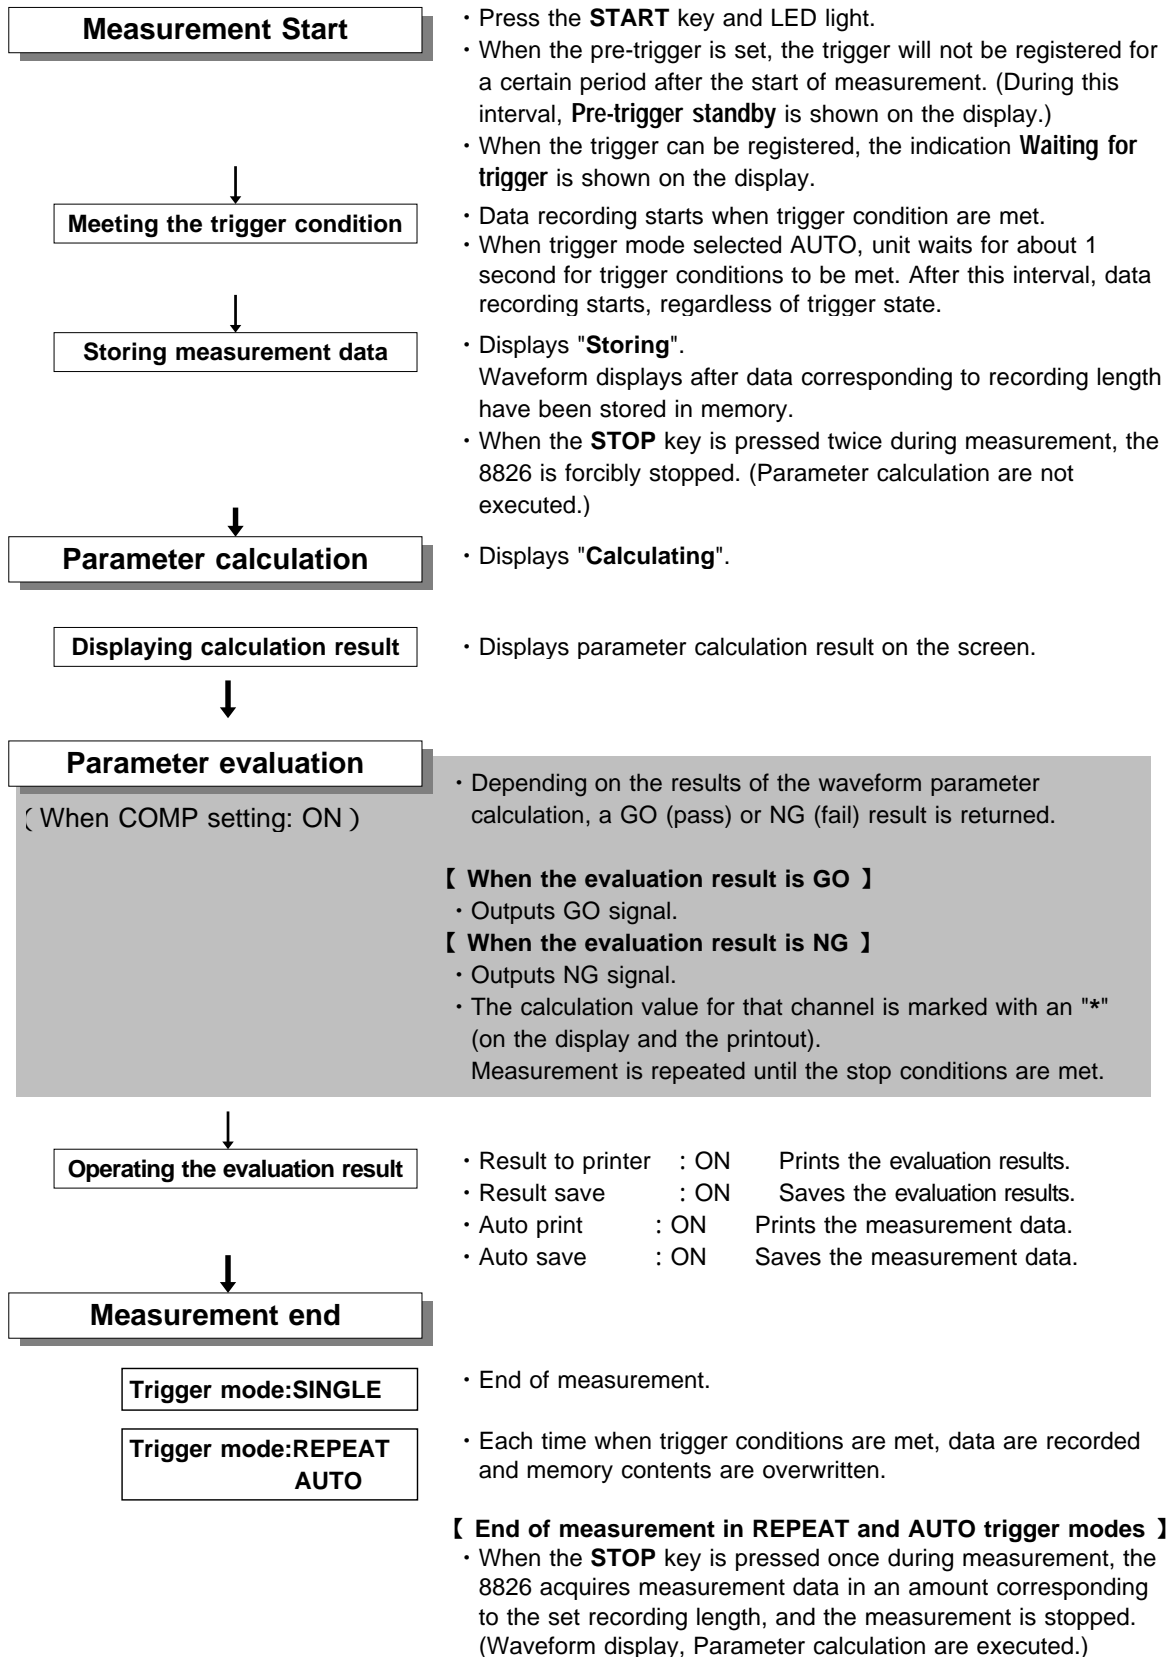 Measurement Start
・Press the START key and LED light.
・When the pre-trigger is set, the trigger will not be registered for
a certain period after the start of measurement. (During this
interval, Pre-trigger standby is shown on the display.)
・When the trigger can be registered, the indication Waiting for
trigger is shown on the display.
Meeting the trigger condition
・Data recording starts when trigger condition are met.
・When trigger mode selected AUTO, unit waits for about 1
second for trigger conditions to be met. After this interval, data
recording starts, regardless of trigger state.
Storing measurement data
・Displays "Storing".
Waveform displays after data corresponding to recording length
have been stored in memory.
・When the STOP key is pressed twice during measurement, the
8826 is forcibly stopped. (Parameter calculation are not
executed.)
Parameter calculation
・Displays "Calculating".
Displaying calculation result
・Displays parameter calculation result on the screen.
Parameter evaluation
(When COMP setting: ON)
・Depending on the results of the waveform parameter
calculation, a GO (pass) or NG (fail) result is returned.
【 When the evaluation result is GO 】
・Outputs GO signal.
【 When the evaluation result is NG 】
・Outputs NG signal.
・The calculation value for that channel is marked with an "*"
(on the display and the printout).
Measurement is repeated until the stop conditions are met.
Operating the evaluation result
・Result to printer : ON Prints the evaluation results.
・Result save : ON Saves the evaluation results.
・Auto print : ON Prints the measurement data.
・Auto save : ON Saves the measurement data.
Measurement end
Trigger mode:SINGLE
・End of measurement.
Trigger mode:REPEAT
AUTO
・Each time when trigger conditions are met, data are recorded
and memory contents are overwritten.
【 End of measurement in REPEAT and AUTO trigger modes 】
・When the STOP key is pressed once during measurement, the
8826 acquires measurement data in an amount corresponding
to the set recording length, and the measurement is stopped.
(Waveform display, Parameter calculation are executed.)